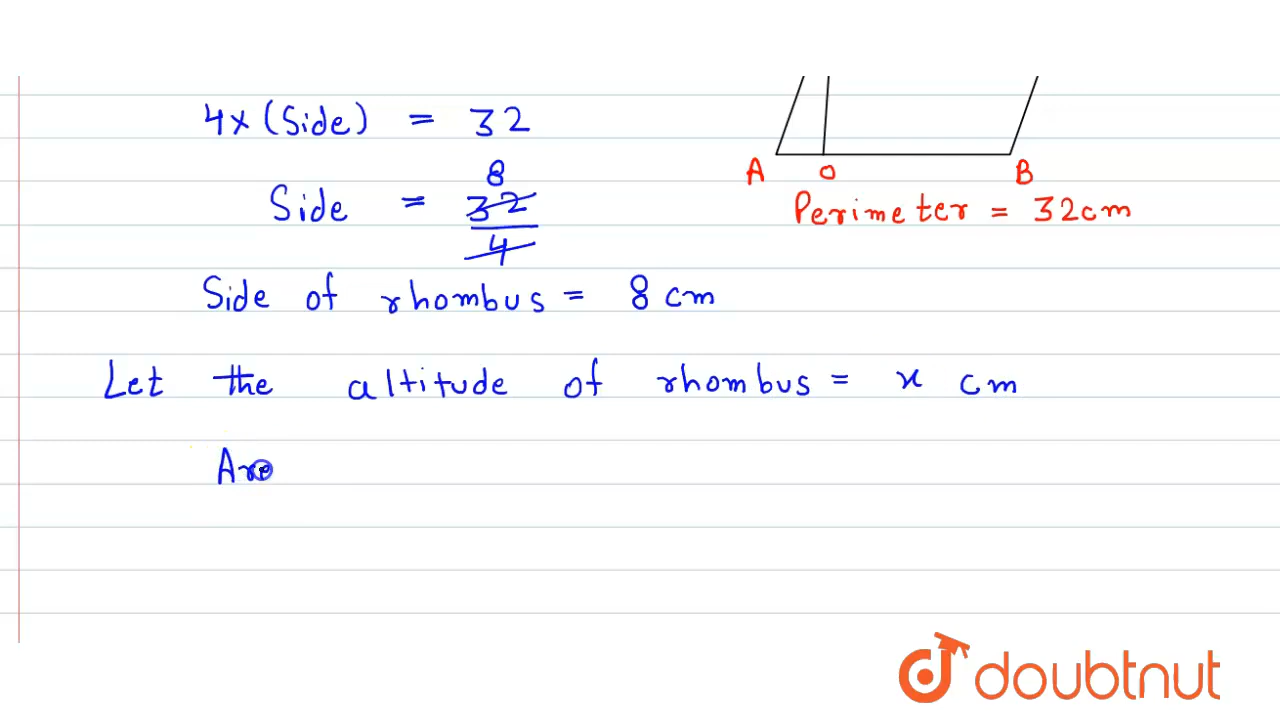 4x (Side) = 32
A O B
8
Side = 32
4
Perimeter = 32cm
Side of rhombus = 8 cm
Let the altitude of rhombus = x cm
Are
doubtnut